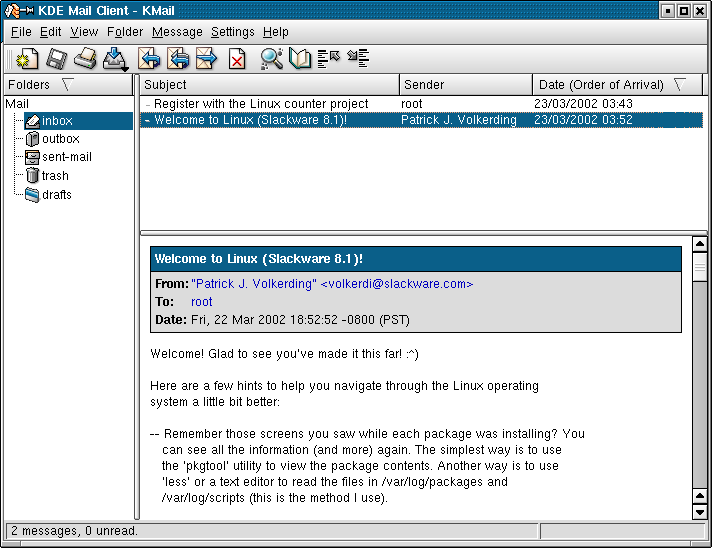 KDE Mail Client - KMail
File Edit View Folder Message Settings Help
Folders
Subject Sender Date (Order of Arrival)
Mail
inbox
outbox
sent-mail
trash
drafts
- Register with the Linux counter project root 23/03/2002 03:43
- Welcome to Linux (Slackware 8.1)! Patrick J. Volkerding 23/03/2002 03:52
Welcome to Linux (Slackware 8.1)!
From: "Patrick J. Volkerding" <volkerdi@slackware.com>
To: root
Date: Fri, 22 Mar 2002 18:52:52 -0800 (PST)
Welcome! Glad to see you've made it this far! :^)
Here are a few hints to help you navigate through the Linux operating
system a little bit better:
-- Remember those screens you saw while each package was installing? You
can see all the information (and more) again. The simplest way is to use
the 'pkgtool' utility to view the package contents. Another way is to use
'less' or a text editor to read the files in /var/log/packages and
/var/log/scripts (this is the method I use).
2 messages, 0 unread.